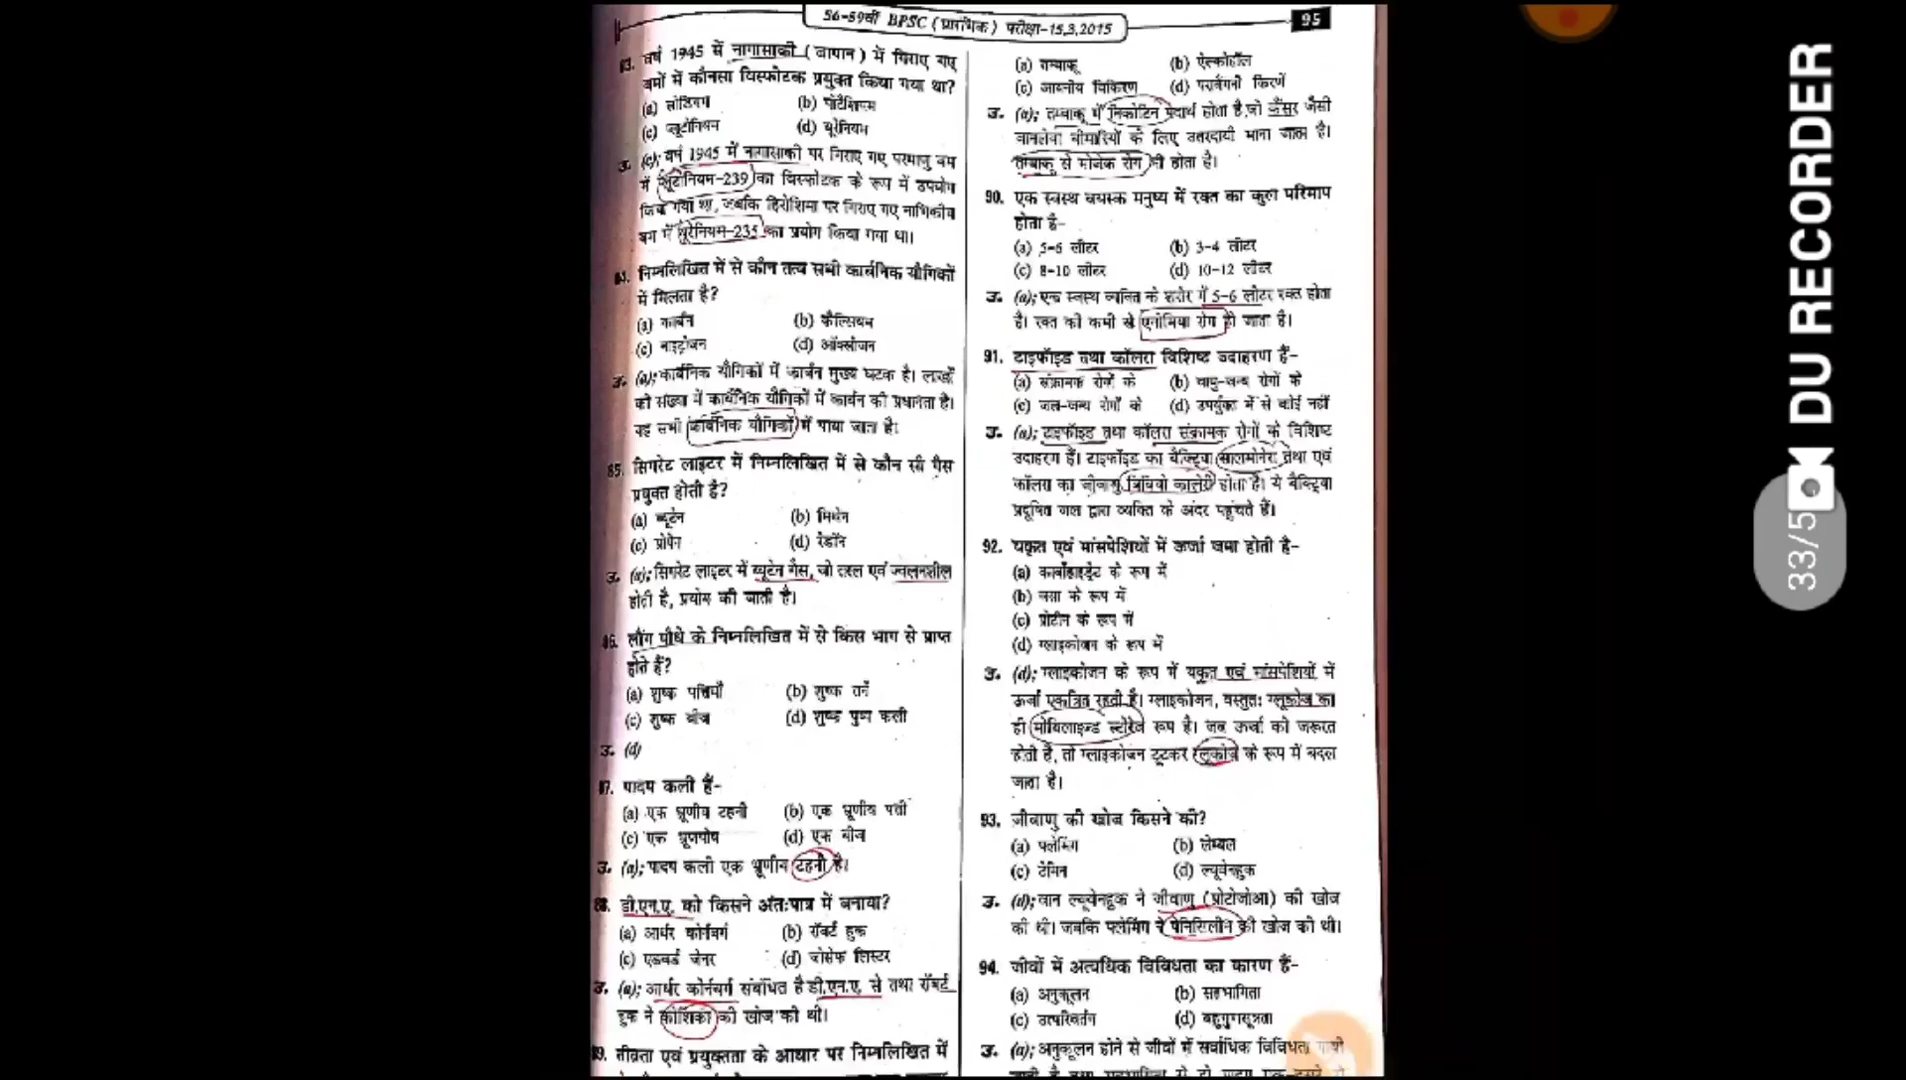 56-59वीं BPSC (प्रारंभिक) परीक्षा-15.3.2015
95
83. वर्ष 1945 में नागासाकी (जापान) में गिराए गए
बमों में कौनसा विस्फोटक प्रयुक्त किया गया था?
(a) सोडियम (b) पोटैशियम
(c) प्लूटोनियम (d) यूरेनियम
उ. (c); वर्ष 1945 में नागासाकी पर गिराए गए परमाणु बम
में प्लूटोनियम-239 का विस्फोटक के रूप में उपयोग
किया गया था, जबकि हिरोशिमा पर गिराए गए नाभिकीय
बम में यूरेनियम-235 का प्रयोग किया गया था।
84. निम्नलिखित में से कौन तत्व सभी कार्बनिक यौगिकों
में मिलता है?
(a) कार्बन (b) कैल्सियम
(c) नाइट्रोजन (d) ऑक्सीजन
उ. (a); कार्बनिक यौगिकों में कार्बन मुख्य घटक है। लाखों
की संख्या में कार्बनिक यौगिकों में कार्बन की प्रधानता है।
यह सभी कार्बनिक यौगिकों में पाया जाता है।
85. सिगरेट लाइटर में निम्नलिखित में से कौन सी गैस
प्रयुक्त होती है?
(a) ब्यूटेन (b) मिथेन
(c) प्रोपेन (d) रेडॉन
उ. (a); सिगरेट लाइटर में ब्यूटेन गैस, जो तरल एवं ज्वलनशील
होती है, प्रयोग की जाती है।
86. लौंग पौधे के निम्नलिखित में से किस भाग से प्राप्त
होते हैं?
(a) शुष्क पत्तियाँ (b) शुष्क तनें
(c) शुष्क बीज (d) शुष्क पुष्प कली
उ. (d)
87. पादप कली हैं-
(a) एक भ्रूणीय टहनी (b) एक भ्रूणीय पत्ती
(c) एक भ्रूणपोष (d) एक बीज
उ. (a); पादप कली एक भ्रूणीय टहनी है।
88. डी.एन.ए. को किसने अंतःपात्र में बनाया?
(a) आर्थर कोर्नबर्ग (b) रॉबर्ट हुक
(c) एडवर्ड जेनर (d) जोसेफ लिस्टर
उ. (a); आर्थर कोर्नबर्ग संबंधित है डी.एन.ए. से तथा रॉबर्ट
हुक ने कोशिका की खोज की थी।
89. तीव्रता एवं प्रयुक्तता के आधार पर निम्नलिखित में
(a) तम्बाकू (b) ऐल्कोहॉल
(c) आयनीय विकिरण (d) पराबैंगनी किरणें
उ. (a); तम्बाकू में निकोटिन पदार्थ होता है, जो कैंसर जैसी
जानलेवा बीमारियों के लिए उत्तरदायी माना जाता है।
तम्बाकू से मोजेक रोग भी होता है।
90. एक स्वस्थ वयस्क मनुष्य में रक्त का कुल परिमाप
होता है-
(a) 5-6 लीटर (b) 3-4 लीटर
(c) 8-10 लीटर (d) 10-12 लीटर
उ. (a); एक स्वस्थ व्यक्ति के शरीर में 5-6 लीटर रक्त होता
है। रक्त की कमी से एनीमिया रोग हो जाता है।
91. टाइफॉइड तथा कॉलरा विशिष्ट उदाहरण हैं-
(a) संक्रामक रोगों के (b) वायु-जन्य रोगों के
(c) जल-जन्य रोगों के (d) उपर्युक्त में से कोई नहीं
उ. (a); टाइफॉइड तथा कॉलरा संक्रामक रोगों के विशिष्ट
उदाहरण हैं। टाइफॉइड का बैक्ट्रिया सालमोनेरा तथा एवं
कॉलरा का जीवाणु विवियो कालेरी होता है। ये बैक्ट्रिया
प्रदूषित जल द्वारा व्यक्ति के अंदर पहुंचते हैं।
92. यकृत एवं मांसपेशियों में ऊर्जा जमा होती है-
(a) कार्बोहाइड्रेट के रूप में
(b) वसा के रूप में
(c) प्रोटीन के रूप में
(d) ग्लाइकोजन के रूप में
उ. (d); ग्लाइकोजन के रूप में यकृत एवं मांसपेशियों में
ऊर्जा एकत्रित रहती है। ग्लाइकोजन, वस्तुतः ग्लूकोज का
ही मोबिलाइज्ड स्टोरेज रूप है। जब ऊर्जा को जरूरत
होती है, तो ग्लाइकोजन टूटकर ग्लूकोज के रूप में बदल
जाता है।
93. जीवाणु की खोज किसने की?
(a) फ्लेमिंग (b) लेम्बल
(c) टेमिन (d) ल्यूवेनहुक
उ. (d); वान ल्यूवेनहुक ने जीवाणु (प्रोटोजोआ) की खोज
की थी। जबकि फ्लेमिंग ने पेनिसिलीन की खोज की थी।
94. जीवों में अत्यधिक विविधता का कारण हैं-
(a) अनुकूलन (b) सहभागिता
(c) उत्परिवर्तन (d) बहुगुणसूत्रता
उ. (a); अनुकूलन होने से जीवों में सर्वाधिक विविधता पायी
DU RECORDER
33/5